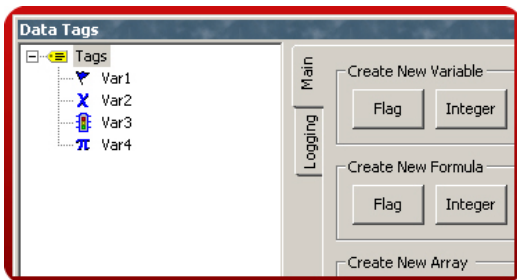 Data Tags
Tags
Var1
Var2
Var3
Var4
Main
Logging
Create New Variable
Flag Integer
Create New Formula
Flag Integer
Create New Array